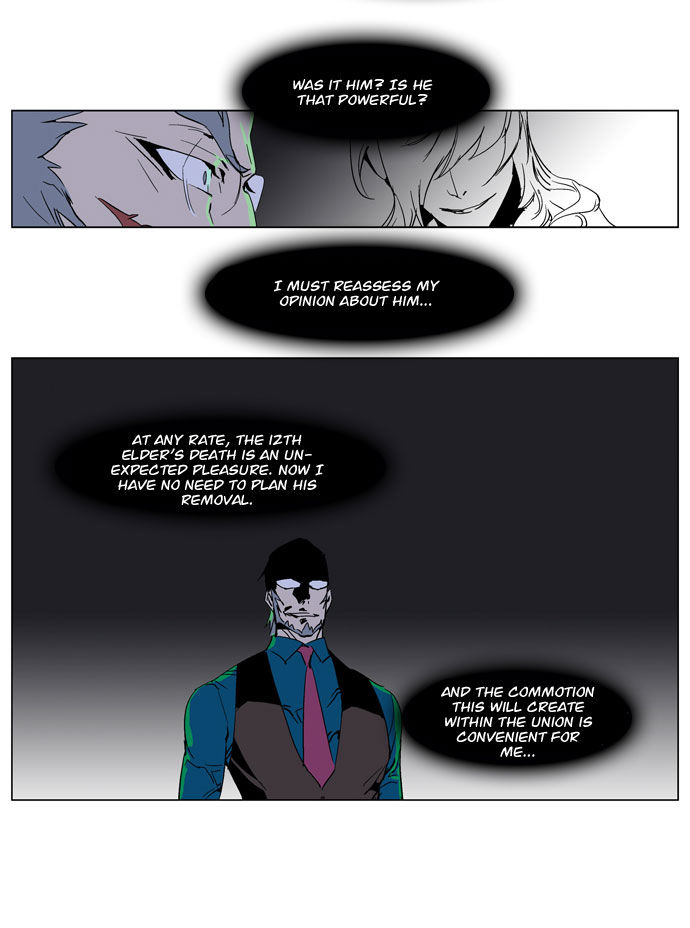 WAS IT HIM? IS HE
THAT POWERFUL?
I MUST REASSESS MY
OPINION ABOUT HIM...
AT ANY RATE, THE 12TH
ELDER'S DEATH IS AN UN-
EXPECTED PLEASURE. NOW I
HAVE NO NEED TO PLAN HIS
REMOVAL.
AND THE COMMOTION
THIS WILL CREATE
WITHIN THE UNION IS
CONVENIENT FOR
ME...